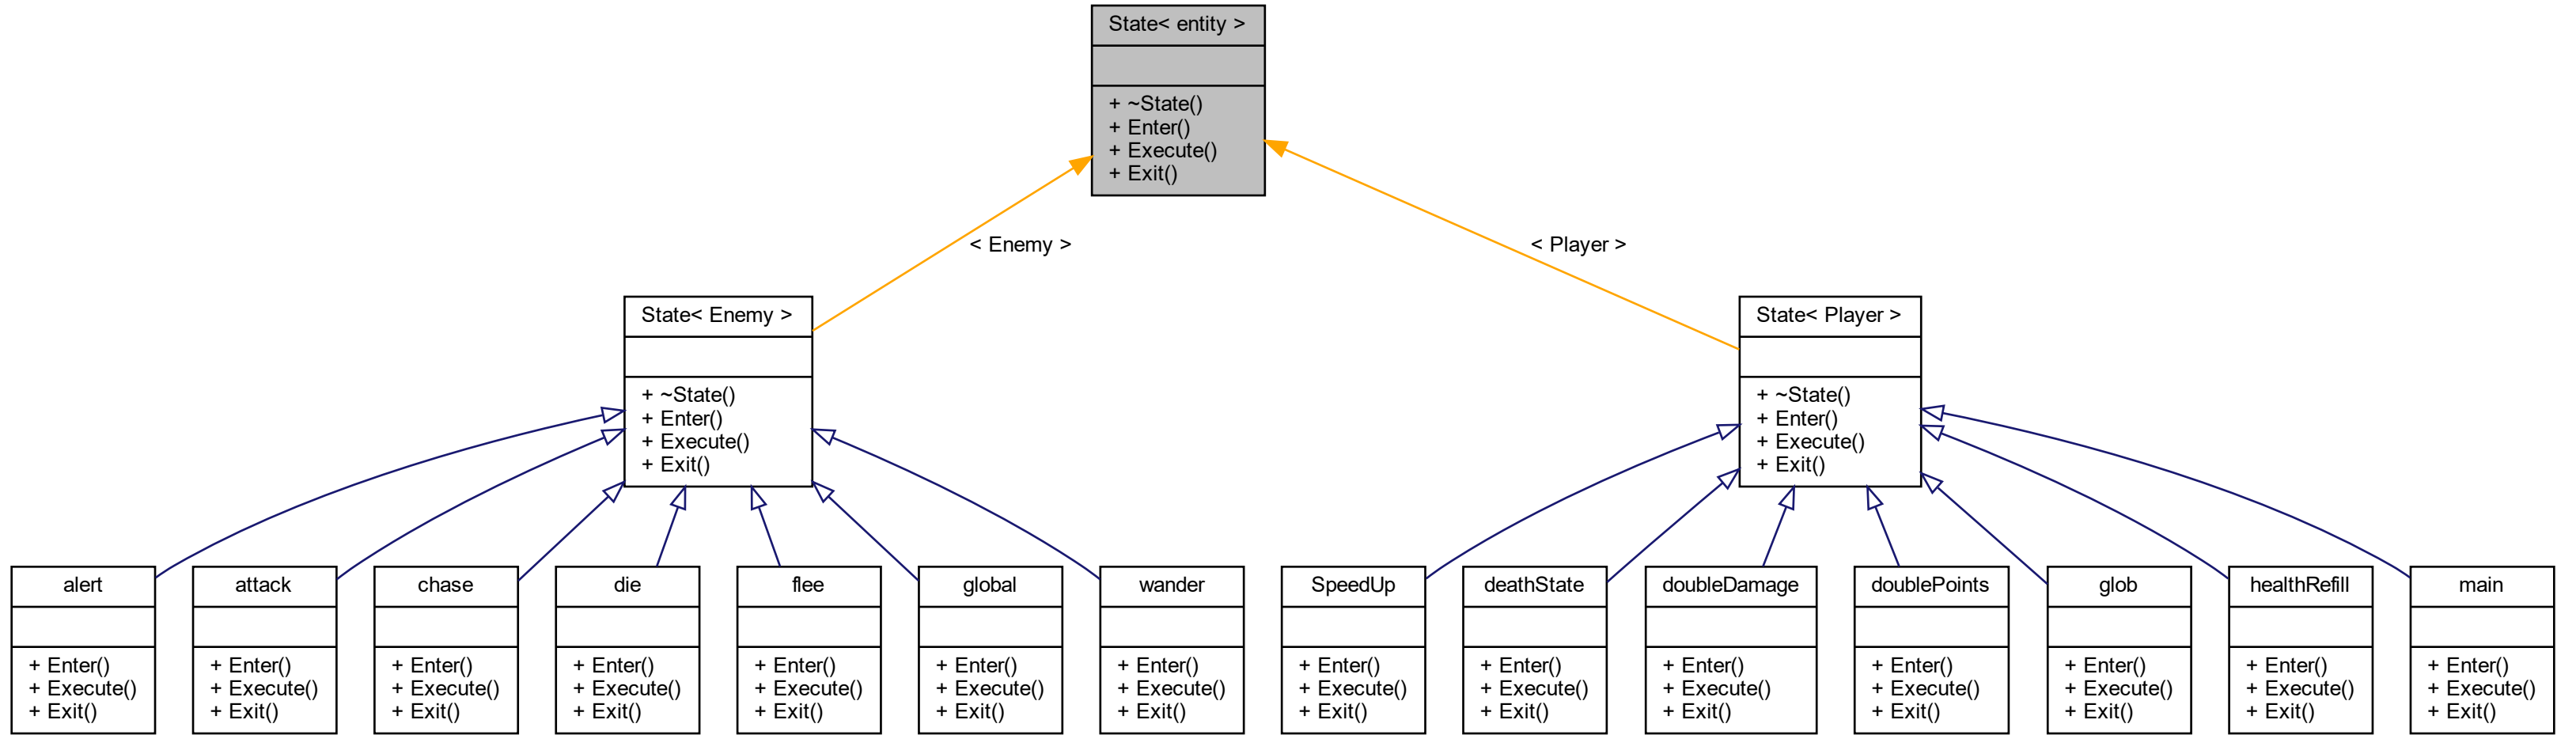 State< entity >
+ ~State()
+ Enter()
+ Execute()
+ Exit()
< Enemy >
< Player >
State< Enemy >
+ ~State()
+ Enter()
+ Execute()
+ Exit()
State< Player >
+ ~State()
+ Enter()
+ Execute()
+ Exit()
alert
+ Enter()
+ Execute()
+ Exit()
attack
+ Enter()
+ Execute()
+ Exit()
chase
+ Enter()
+ Execute()
+ Exit()
die
+ Enter()
+ Execute()
+ Exit()
flee
+ Enter()
+ Execute()
+ Exit()
global
+ Enter()
+ Execute()
+ Exit()
wander
+ Enter()
+ Execute()
+ Exit()
SpeedUp
+ Enter()
+ Execute()
+ Exit()
deathState
+ Enter()
+ Execute()
+ Exit()
doubleDamage
+ Enter()
+ Execute()
+ Exit()
doublePoints
+ Enter()
+ Execute()
+ Exit()
glob
+ Enter()
+ Execute()
+ Exit()
healthRefill
+ Enter()
+ Execute()
+ Exit()
main
+ Enter()
+ Execute()
+ Exit()